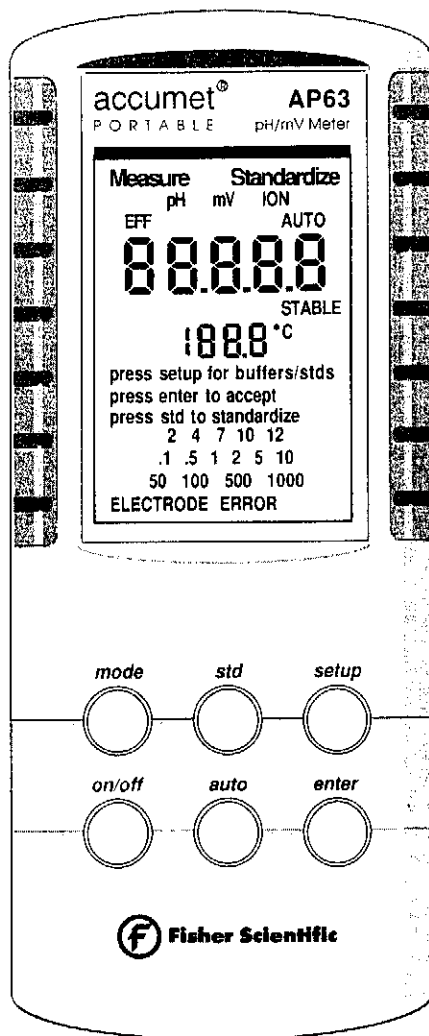 accumet® AP63
PORTABLE pH/mV Meter
Measure Standardize
pH mV ION
EFF AUTO
88.8.8.8
STABLE
188.8 °C
press setup for buffers/stds
press enter to accept
press std to standardize
2 4 7 10 12
.1 .5 1 2 5 10
50 100 500 1000
ELECTRODE ERROR
mode std setup
on/off auto enter
f Fisher Scientific